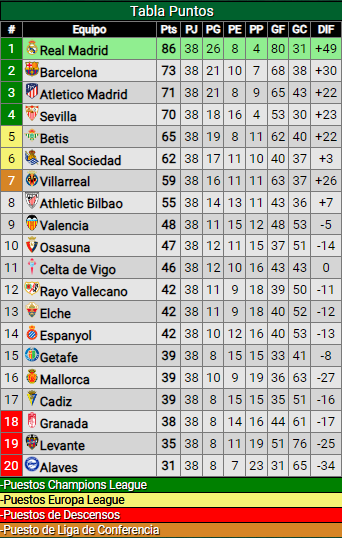 Tabla Puntos
# Equipo Pts PJ PG PE PP GF GC DIF
1 Real Madrid 86 38 26 8 4 80 31 +49
2 Barcelona 73 38 21 10 7 68 38 +30
3 Atletico Madrid 71 38 21 8 9 65 43 +22
4 Sevilla 70 38 18 16 4 53 30 +23
5 Betis 65 38 19 8 11 62 40 +22
6 Real Sociedad 62 38 17 11 10 40 37 +3
7 Villarreal 59 38 16 11 11 63 37 +26
8 Athletic Bilbao 55 38 14 13 11 43 36 +7
9 Valencia 48 38 11 15 12 48 53 -5
10 Osasuna 47 38 12 11 15 37 51 -14
11 Celta de Vigo 46 38 12 10 16 43 43 0
12 Rayo Vallecano 42 38 11 9 18 39 50 -11
13 Elche 42 38 11 9 18 40 52 -12
14 Espanyol 42 38 10 12 16 40 53 -13
15 Getafe 39 38 8 15 15 33 41 -8
16 Mallorca 39 38 10 9 19 36 63 -27
17 Cadiz 39 38 8 15 15 35 51 -16
18 Granada 38 38 8 14 16 44 61 -17
19 Levante 35 38 8 11 19 51 76 -25
20 Alaves 31 38 8 7 23 31 65 -34
-Puestos Champions League
-Puestos Europa League
-Puestos de Descensos
-Puesto de Liga de Conferencia